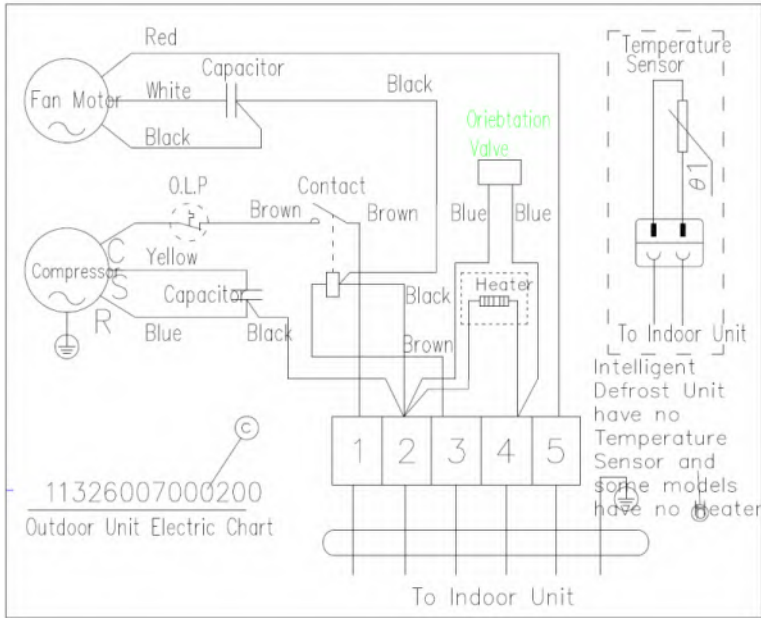 Red
Capacitor
White
Fan Motor
Black
Black
Oriebtation
Valve
Temperature
Sensor
θ1
O.L.P
Contact
Brown
Brown
Blue
Blue
C
Yellow
Compressor
S
Capacitor
R
Blue
Black
Black
Heater
Brown
To Indoor Unit
Intelligent
Defrost Unit
have no
Temperature
Sensor and
some models
have no Heater
1 2 3 4 5
C
11326007000200
Outdoor Unit Electric Chart
To Indoor Unit